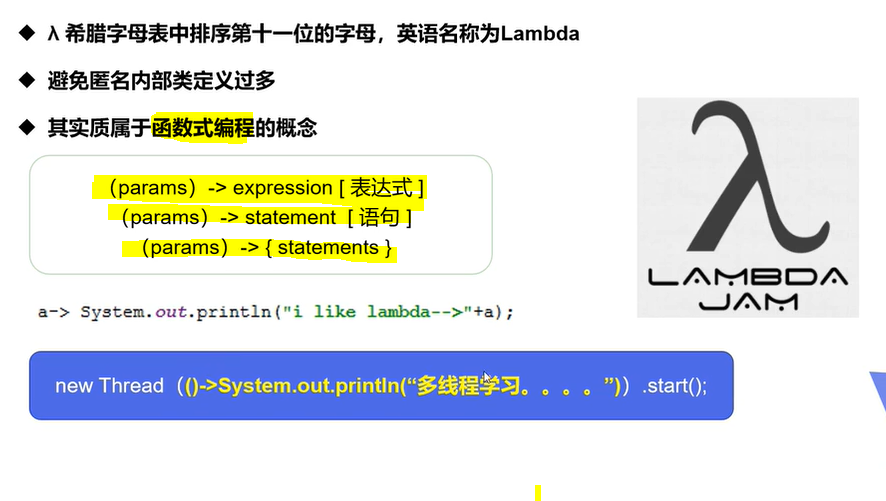 λ 希腊字母表中排序第十一位的字母，英语名称为Lambda
避免匿名内部类定义过多
其实质属于函数式编程的概念
（params）-> expression [ 表达式 ]
（params）-> statement [ 语句 ]
（params）-> { statements }
a-> System.out.println("i like lambda-->"+a);
new Thread（()->System.out.println(“多线程学习。。。。”)）.start();
λ
LAMBDA
JAM